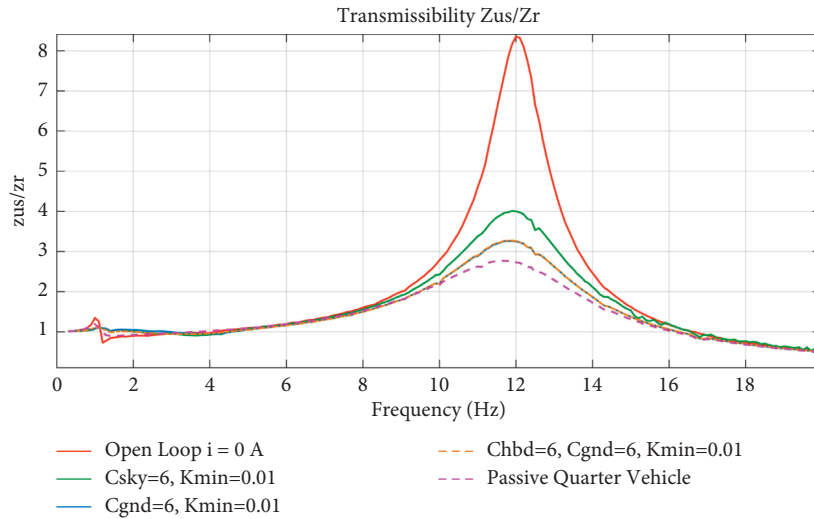 Transmissibility Zus/Zr
zus/zr
8
7
6
5
4
3
2
1
0 2 4 6 8 10 12 14 16 18
Frequency (Hz)
Open Loop i = 0 A
Csky=6, Kmin=0.01
Cgnd=6, Kmin=0.01
Chbd=6, Cgnd=6, Kmin=0.01
Passive Quarter Vehicle